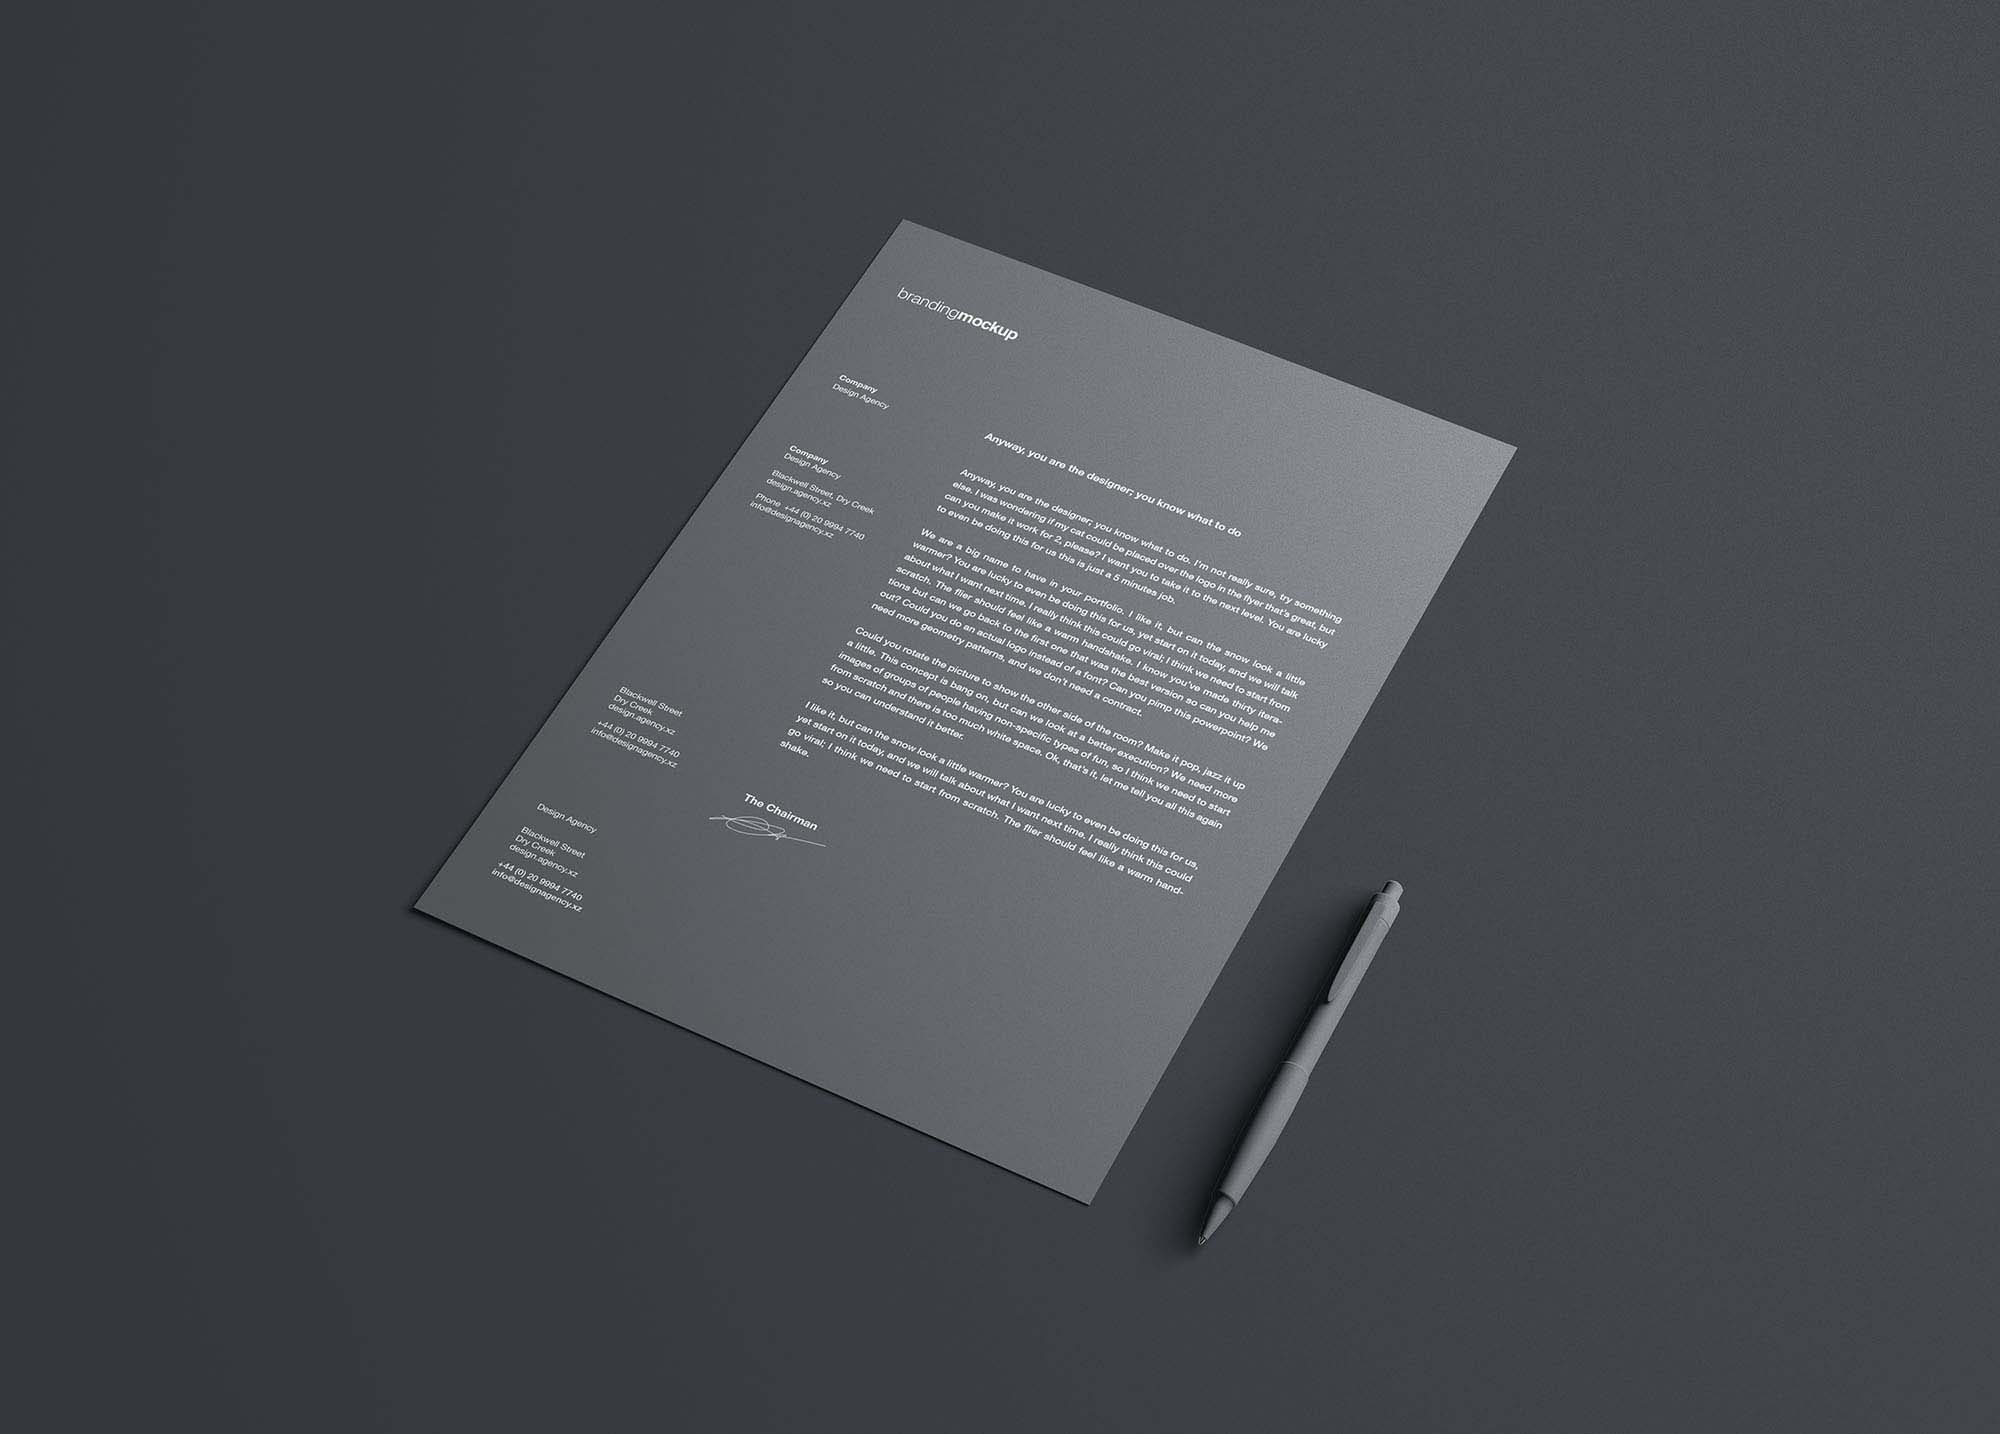 brandingmockup
Company
Design Agency
Company
Design Agency
Blackwell Street, Dry Creek
design.agency.xz
Phone +44 (0) 20 9994 7740
info@designagency.xz
Blackwell Street
Dry Creek
design.agency.xz
+44 (0) 20 9994 7740
info@designagency.xz
Design Agency
Blackwell Street
Dry Creek
design.agency.xz
+44 (0) 20 9994 7740
info@designagency.xz
Anyway, you are the designer; you know what to do
Anyway, you are the designer; you know what to do. I'm not really sure, try something
else. I was wondering if my cat could be placed over the logo in the flyer that's great, but
can you make it work for 2, please? I want you to take it to the next level. You are lucky
to even be doing this for us this is just a 5 minutes job.
We are a big name to have in your portfolio. I like it, but can the snow look a little
warmer? You are lucky to even be doing this for us, yet start on it today, and we will talk
about what I want next time. I really think this could go viral; I think we need to start from
scratch. The flier should feel like a warm handshake. I know you've made thirty itera-
tions but can we go back to the first one that was the best version so can you help me
out? Could you do an actual logo instead of a font? Can you pimp this powerpoint? We
need more geometry patterns, and we don't need a contract.
Could you rotate the picture to show the other side of the room? Make it pop, jazz it up
a little. This concept is bang on, but can we look at a better execution? We need more
images of groups of people having non-specific types of fun, so I think we need to start
from scratch and there is too much white space. Ok, that's it, let me tell you all this again
so you can understand it better.
I like it, but can the snow look a little warmer? You are lucky to even be doing this for us,
yet start on it today, and we will talk about what I want next time. I really think this could
go viral; I think we need to start from scratch. The flier should feel like a warm hand-
shake.
The Chairman